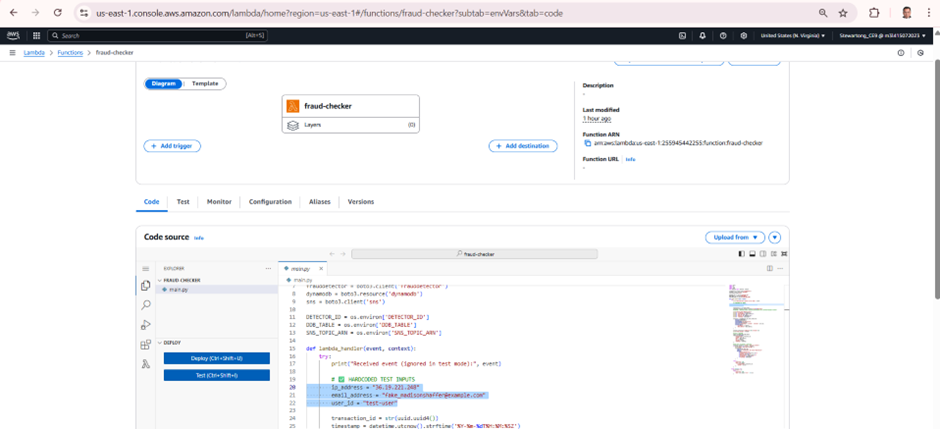 us-east-1.console.aws.amazon.com/lambda/home?region=us-east-1#/functions/fraud-checker?subtab=envVars&tab=code
aws Search [Alt+S] United States (N. Virginia)
Lambda > Functions > fraud-checker
Diagram Template
fraud-checker
Layers (0)
+ Add trigger
+ Add destination
Description
-
Last modified
1 hour ago
Function ARN
arn:aws:lambda:us-east-1:255945442255:function:fraud-checker
Function URL Info
-
Code Test Monitor Configuration Aliases Versions
Code source Info
Upload from
fraud-checker
EXPLORER
FRAUD-CHECKER
main.py
DEPLOY
Deploy (Ctrl+Shift+U)
Test (Ctrl+Shift+I)
main.py ×
main.py
7 frauddetector = boto3.client('frauddetector')
8 dynamodb = boto3.resource('dynamodb')
9 sns = boto3.client('sns')
10
11
12 DETECTOR_ID = os.environ['DETECTOR_ID']
13 DDB_TABLE = os.environ['DDB_TABLE']
14 SNS_TOPIC_ARN = os.environ['SNS_TOPIC_ARN']
15 def lambda_handler(event, context):
16 try:
17 print("Received event (ignored in test mode):", event)
18
19 # ✅ HARDCODED TEST INPUTS
20 ip_address = "36.19.221.248"
21 email_address = "fake_madisonshaffer@example.com"
22 user_id = "test-user"
23
24 transaction_id = str(uuid.uuid4())
25 timestamp = datetime.utcnow().strftime('%Y-%m-%dT%H:%M:%SZ')